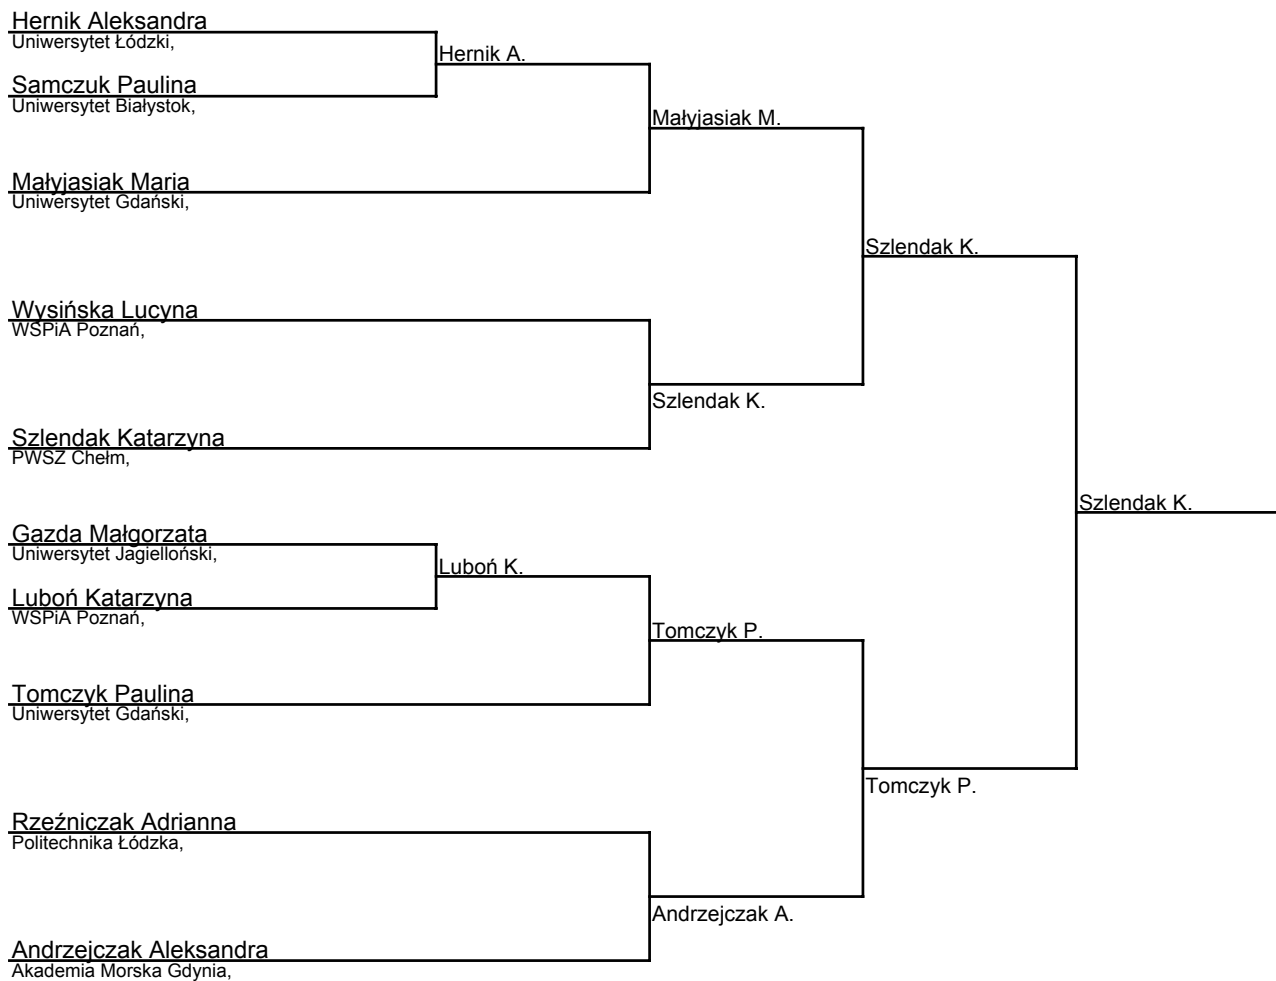 Hernik Aleksandra
Uniwersytet Łódzki,
Hernik A.
Samczuk Paulina
Uniwersytet Białystok,
Małyjasiak M.
Małyjasiak Maria
Uniwersytet Gdański,
Szlendak K.
Wysińska Lucyna
WSPiA Poznań,
Szlendak K.
Szlendak Katarzyna
PWSZ Chełm,
Szlendak K.
Gazda Małgorzata
Uniwersytet Jagielloński,
Luboń K.
Luboń Katarzyna
WSPiA Poznań,
Tomczyk P.
Tomczyk Paulina
Uniwersytet Gdański,
Tomczyk P.
Rzeźniczak Adrianna
Politechnika Łódzka,
Andrzejczak A.
Andrzejczak Aleksandra
Akademia Morska Gdynia,